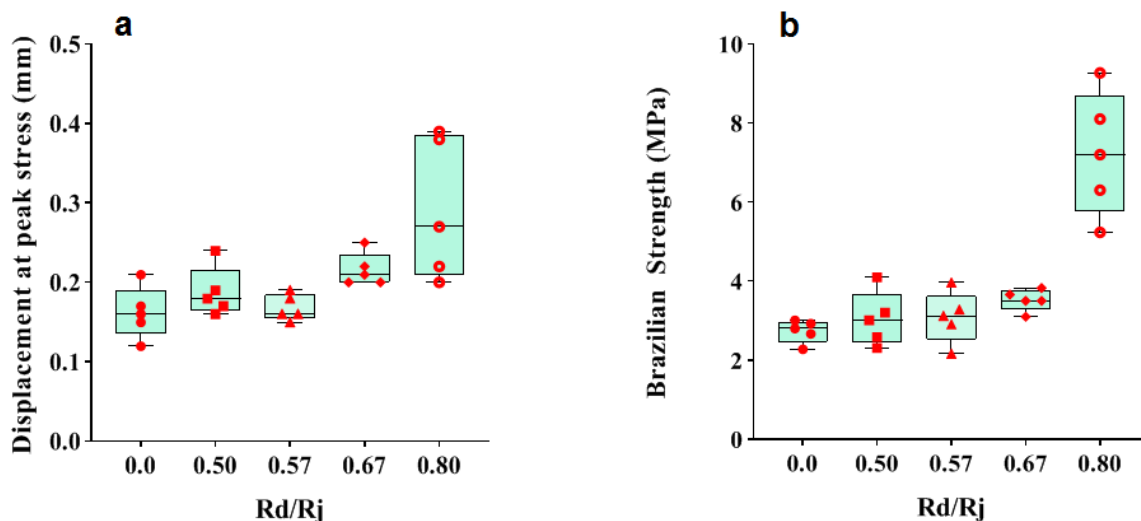 a
Displacement at peak stress (mm)
0.5
0.4
0.3
0.2
0.1
0.0
0.0 0.50 0.57 0.67 0.80
Rd/Rj
b
Brazilian Strength (MPa)
10
8
6
4
2
0
0.0 0.50 0.57 0.67 0.80
Rd/Rj